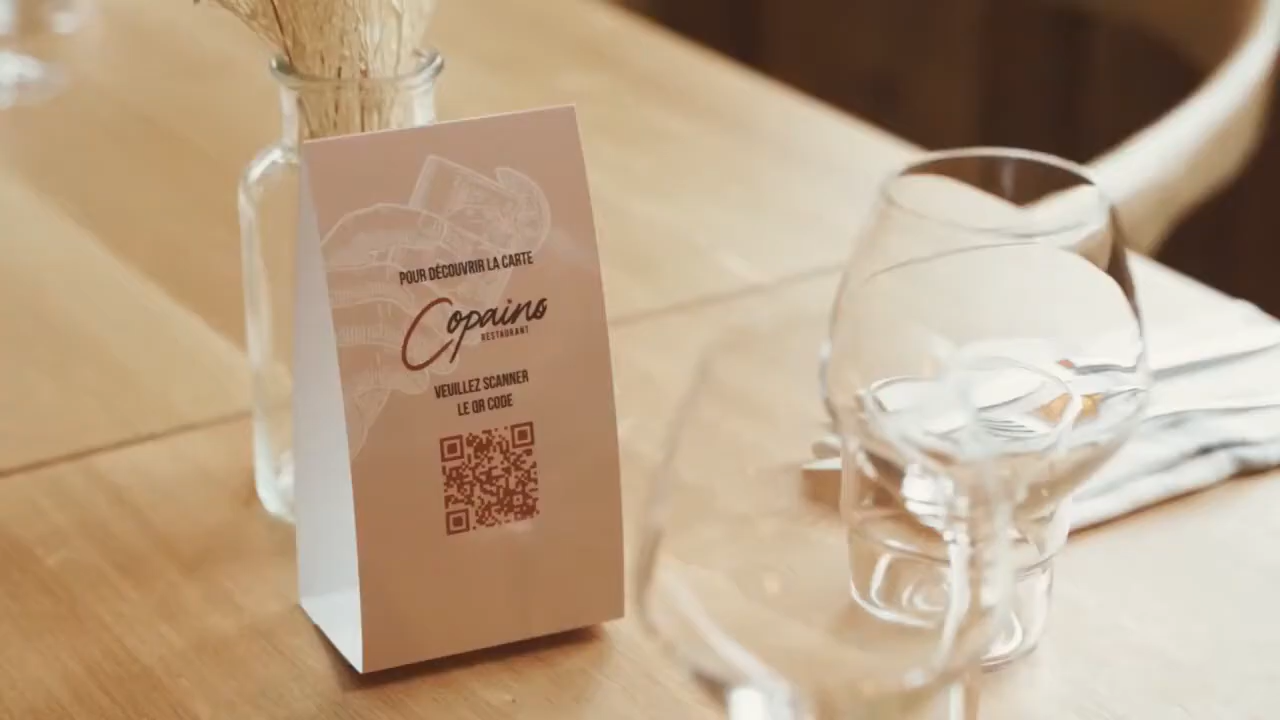 POUR DÉCOUVRIR LA CARTE
Copains
RESTAURANT
VEUILLEZ SCANNER
LE QR CODE